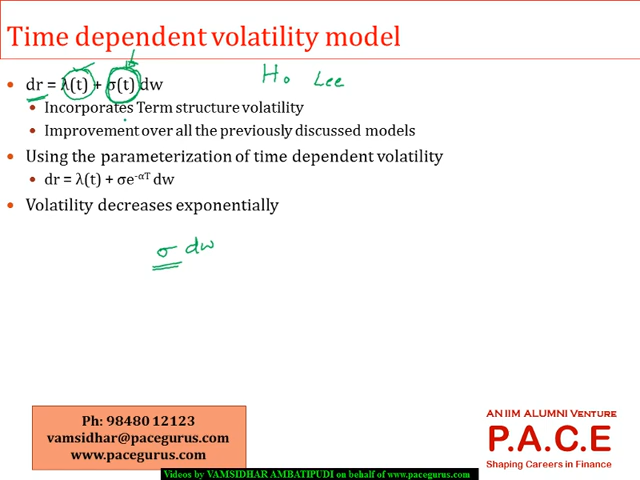 Time dependent volatility model
• dr = λ(t) + σ(t) dw
Ho Lee
• Incorporates Term structure volatility
• Improvement over all the previously discussed models
• Using the parameterization of time dependent volatility
• dr = λ(t) + σe^-αT dw
• Volatility decreases exponentially
σ dw
Ph: 98480 12123
vamsidhar@pacegurus.com
www.pacegurus.com
AN IIM ALUMNI VENTURE
P.A.C.E
Shaping Careers in Finance
Videos by VAMSIDHAR AMBATIPUDI on behalf of www.pacegurus.com